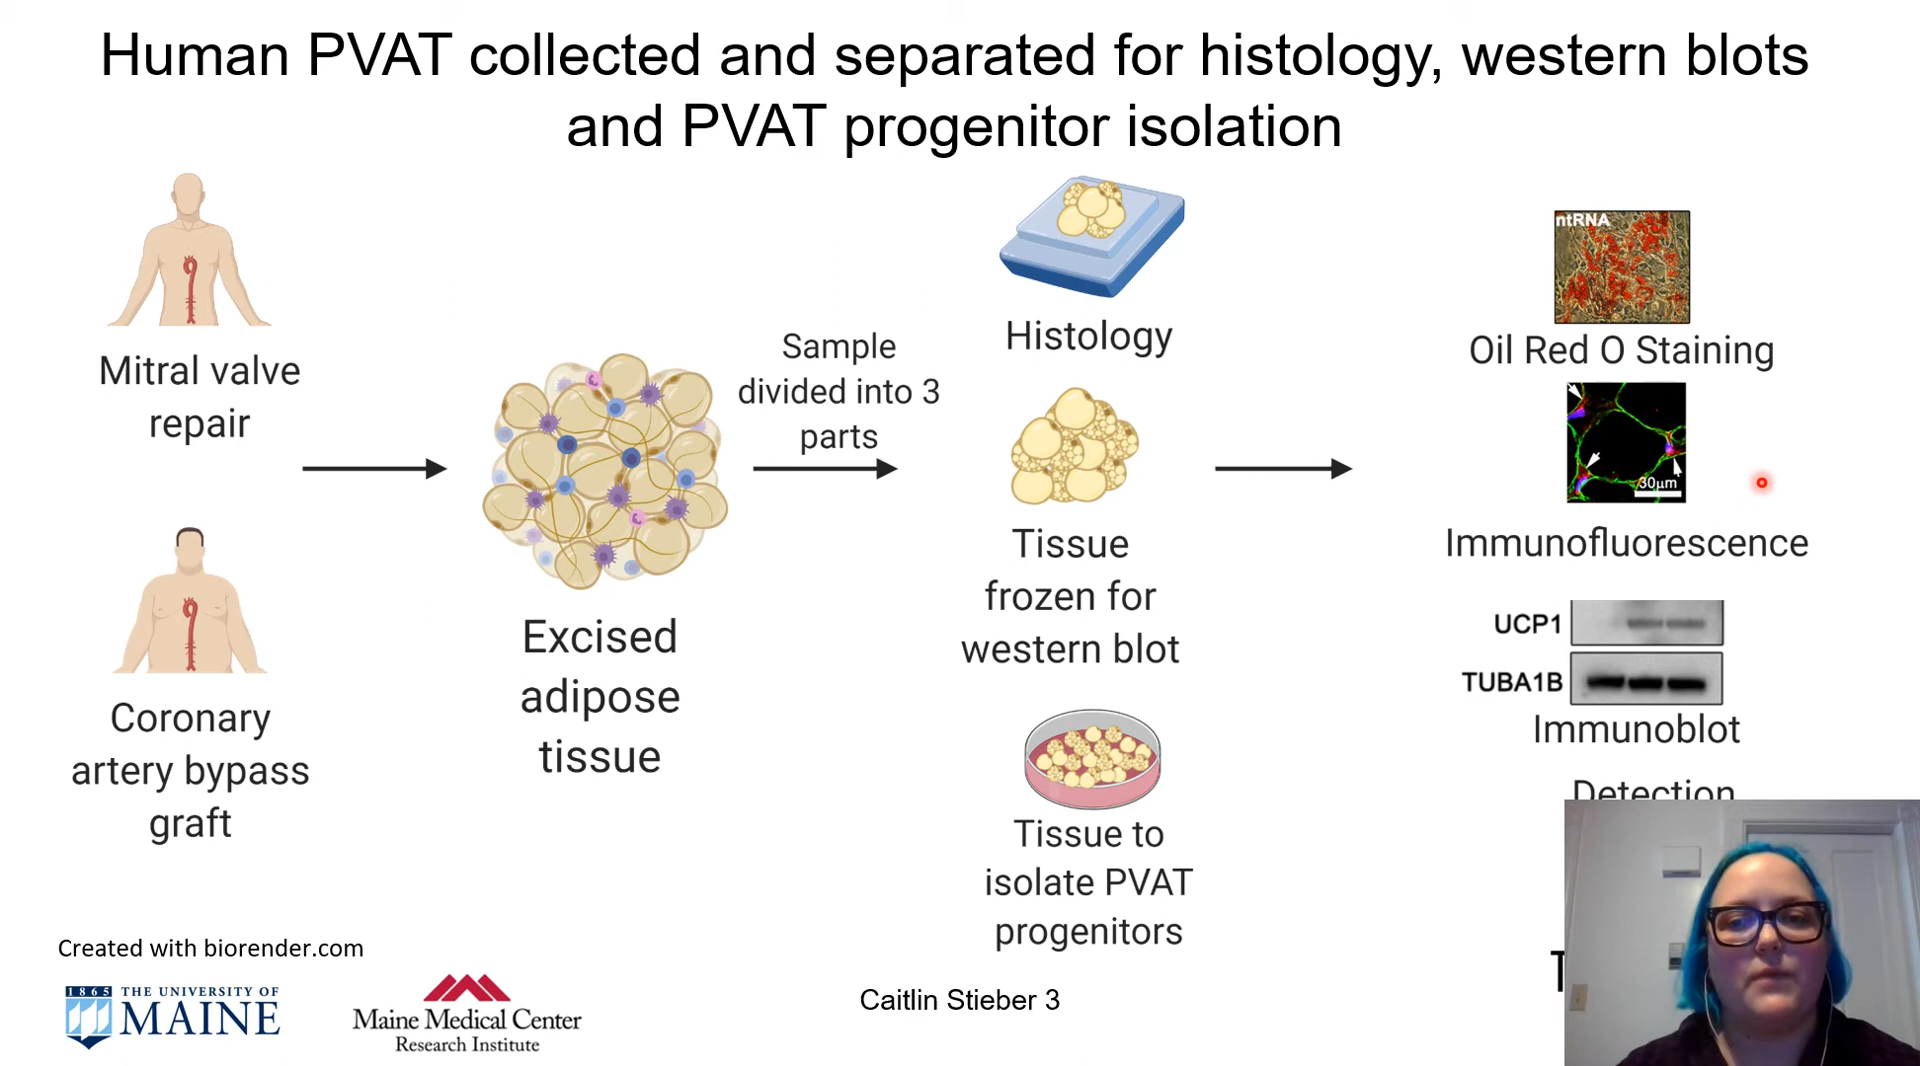 Human PVAT collected and separated for histology, western blots
and PVAT progenitor isolation
Mitral valve
repair
Coronary
artery bypass
graft
Excised
adipose
tissue
Sample
divided into 3
parts
Histology
Tissue
frozen for
western blot
Tissue to
isolate PVAT
progenitors
ntRNA
Oil Red O Staining
30µm
Immunofluorescence
UCP1
TUBA1B
Immunoblot
Detection
Created with biorender.com
1865 THE UNIVERSITY OF
MAINE
Maine Medical Center
Research Institute
Caitlin Stieber 3